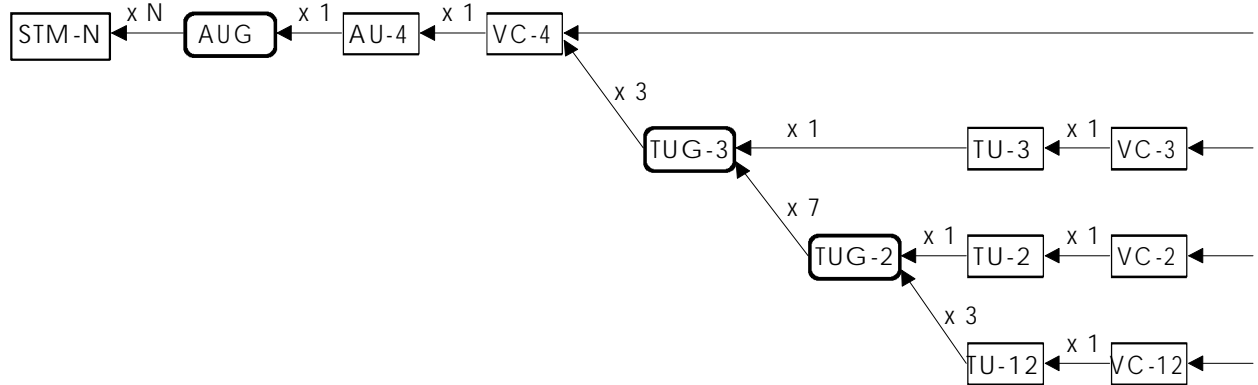 x N x 1 x 1
STM-N AUG AU-4 VC-4
x 3
x 1 x 1
TUG-3 TU-3 VC-3
x 7
x 1 x 1
TUG-2 TU-2 VC-2
x 3
x 1
TU-12 VC-12